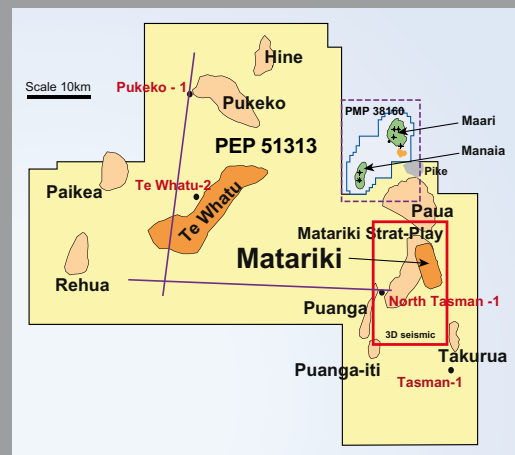 Hine
Scale 10km
Pukeko - 1
Pukeko
PMP 38160
Maari
PEP 51313
Manaia
Pike
Paikea
Te Whatu-2
Te Whatu
Paua
Matariki Strat-Play
Matariki
Rehua
North Tasman -1
Puanga
3D seismic
Takurua
Puanga-iti
Tasman-1